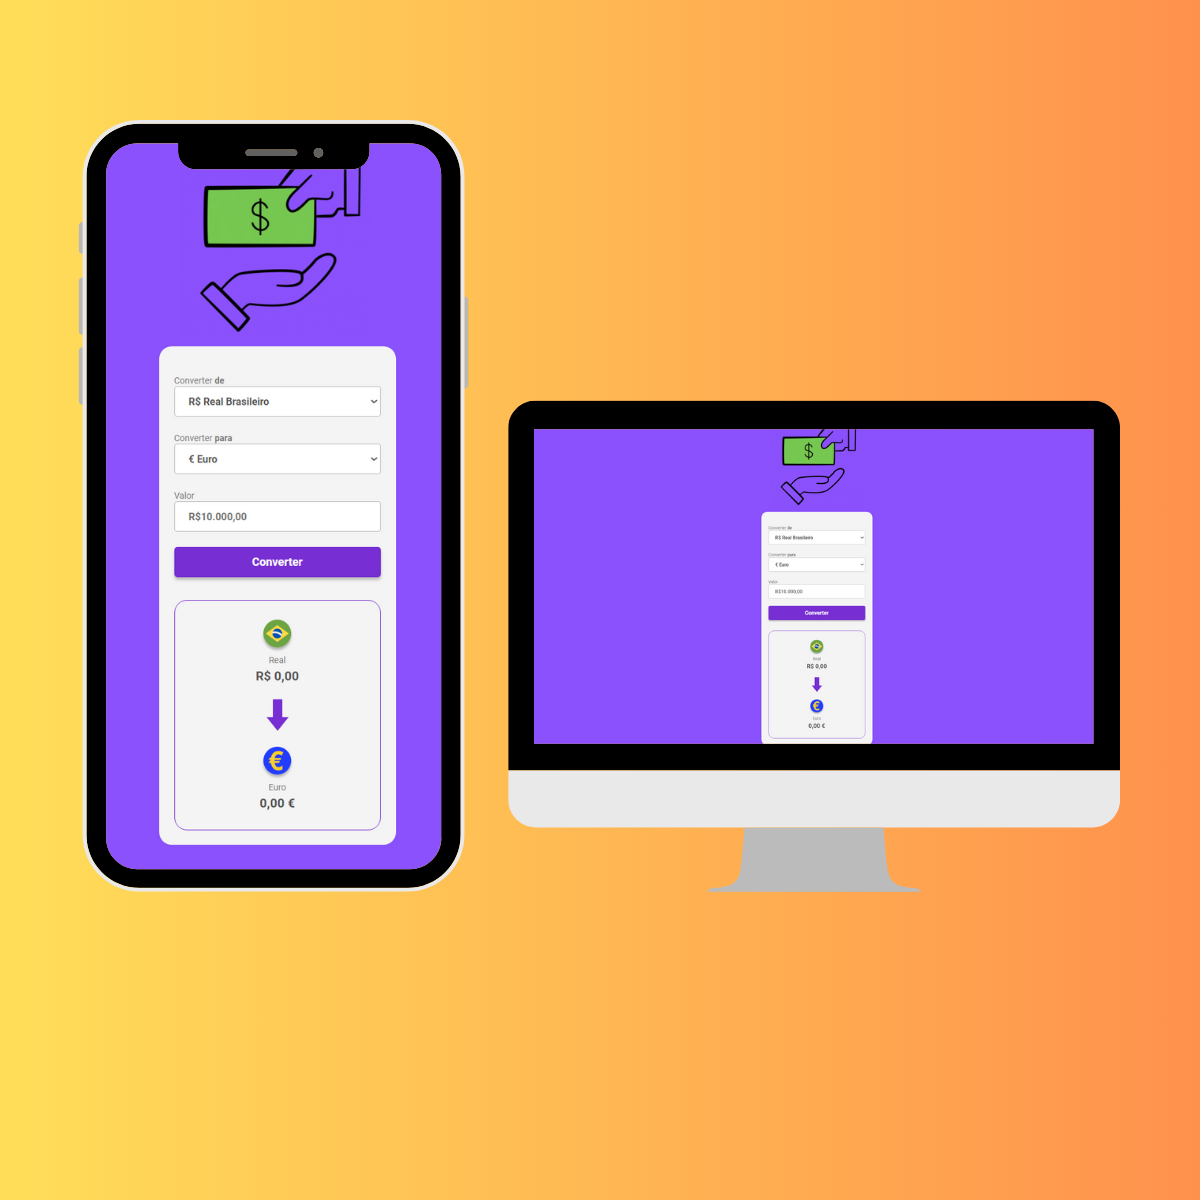 $
Converter de
R$ Real Brasileiro
Converter para
€ Euro
Valor
R$10.000,00
Converter
Real
R$ 0,00
€
Euro
0,00 €
$
Converter de
R$ Real Brasileiro
Converter para
€ Euro
Valor
R$10.000,00
Converter
Real
R$ 0,00
€
Euro
0,00 €